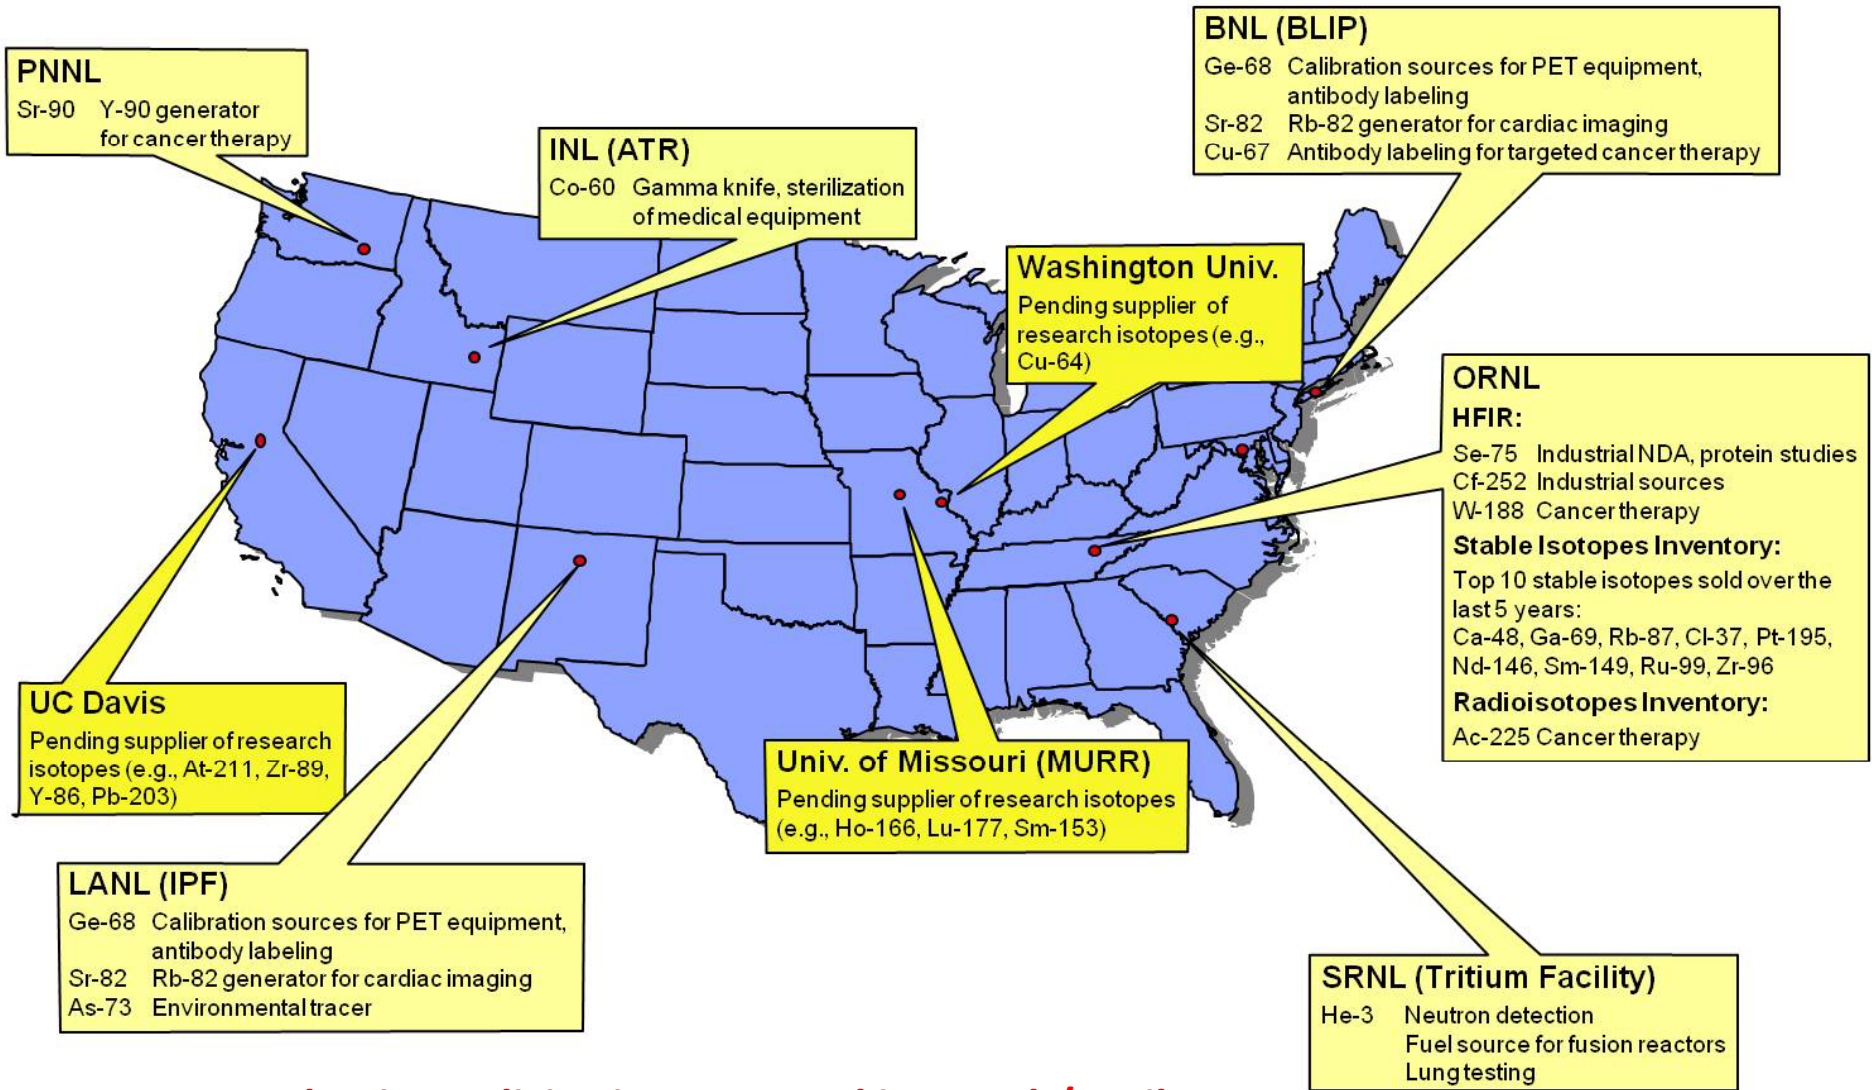 PNNL
Sr-90 Y-90 generator
for cancer therapy
INL (ATR)
Co-60 Gamma knife, sterilization
of medical equipment
BNL (BLIP)
Ge-68 Calibration sources for PET equipment,
antibody labeling
Sr-82 Rb-82 generator for cardiac imaging
Cu-67 Antibody labeling for targeted cancer therapy
Washington Univ.
Pending supplier of
research isotopes (e.g.,
Cu-64)
ORNL
HFIR:
Se-75 Industrial NDA, protein studies
Cf-252 Industrial sources
W-188 Cancer therapy
Stable Isotopes Inventory:
Top 10 stable isotopes sold over the
last 5 years:
Ca-48, Ga-69, Rb-87, Cl-37, Pt-195,
Nd-146, Sm-149, Ru-99, Zr-96
Radioisotopes Inventory:
Ac-225 Cancer therapy
UC Davis
Pending supplier of research
isotopes (e.g., At-211, Zr-89,
Y-86, Pb-203)
Univ. of Missouri (MURR)
Pending supplier of research isotopes
(e.g., Ho-166, Lu-177, Sm-153)
LANL (IPF)
Ge-68 Calibration sources for PET equipment,
antibody labeling
Sr-82 Rb-82 generator for cardiac imaging
As-73 Environmental tracer
SRNL (Tritium Facility)
He-3 Neutron detection
Fuel source for fusion reactors
Lung testing